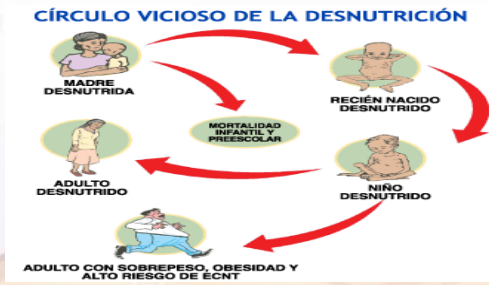 CÍRCULO VICIOSO DE LA DESNUTRICIÓN
MADRE
DESNUTRIDA
RECIÉN NACIDO
DESNUTRIDO
MORTALIDAD
INFANTIL Y
PREESCOLAR
ADULTO
DESNUTRIDO
NIÑO
DESNUTRIDO
ADULTO CON SOBREPESO, OBESIDAD Y
ALTO RIESGO DE ECNT